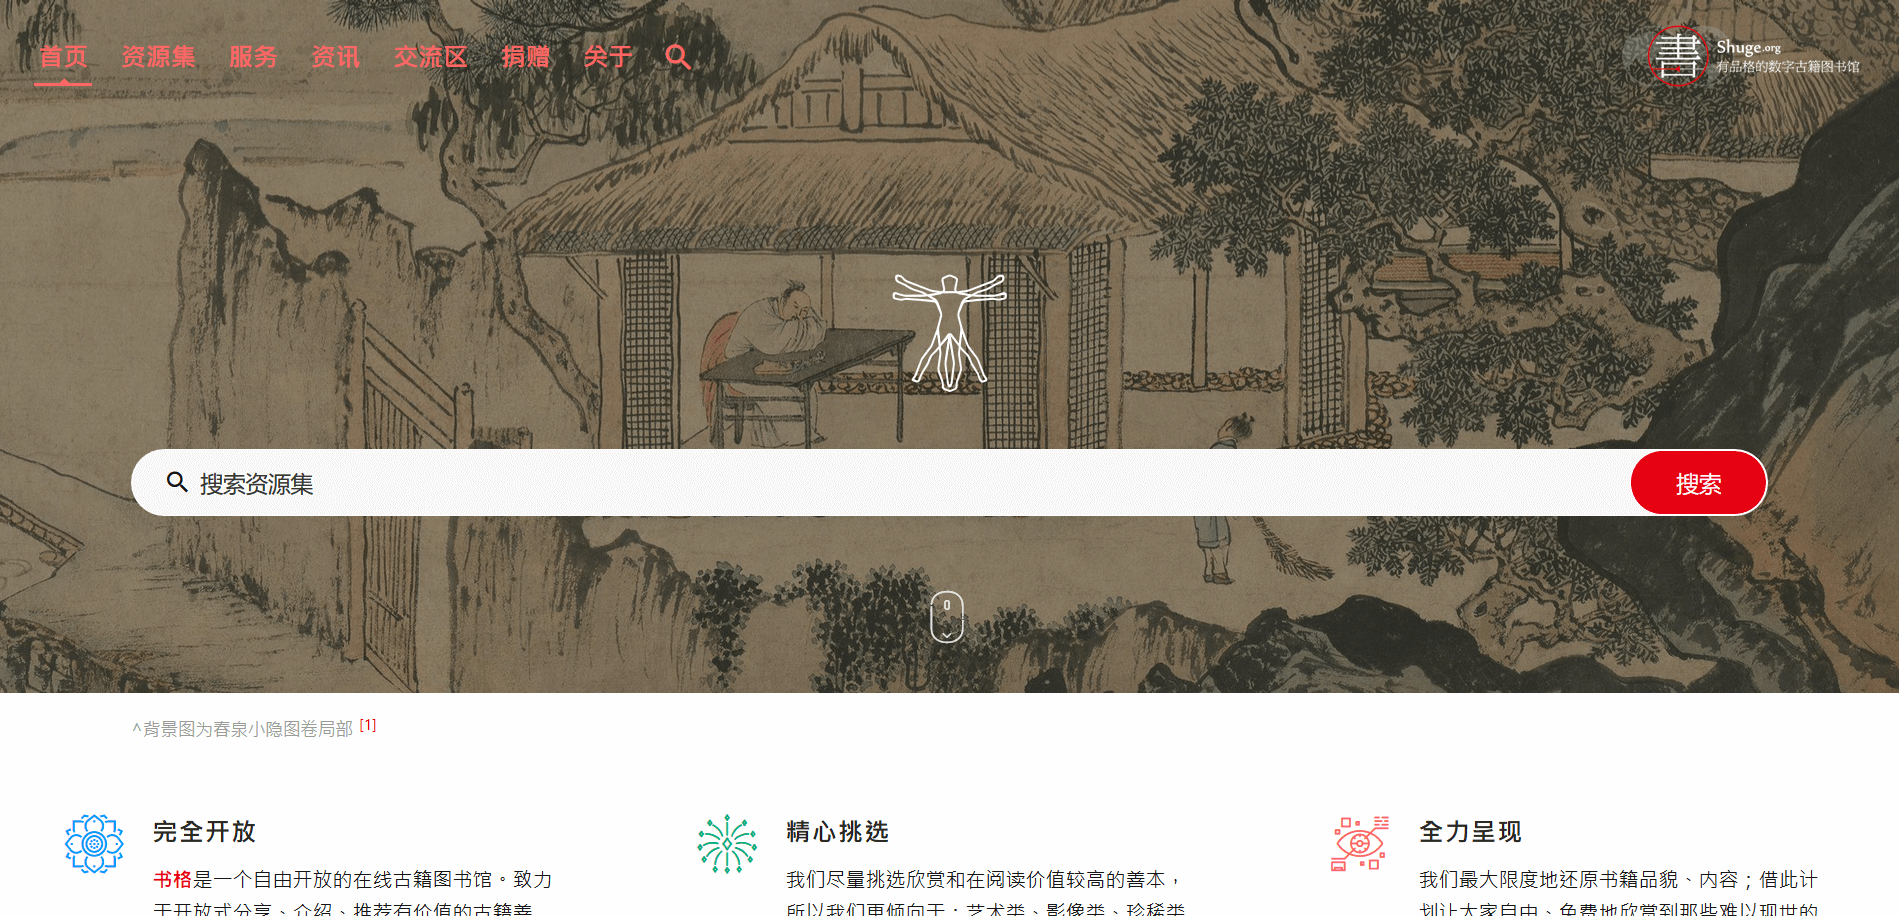 首页 资源集 服务 资讯 交流区 捐赠 关于
書
Shuge.org
有品格的数字古籍图书馆
搜索资源集
搜索
^背景图为春泉小隐图卷局部 [1]
完全开放
书格是一个自由开放的在线古籍图书馆。致力
于开放式分享、介绍、推荐有价值的古籍善
精心挑选
我们尽量挑选欣赏和在阅读价值较高的善本，
所以我们更倾向于：艺术类、影像类、珍稀类
全力呈现
我们最大限度地还原书籍品貌、内容；借此计
划让大家自由、免费地欣赏到那些难以现世的